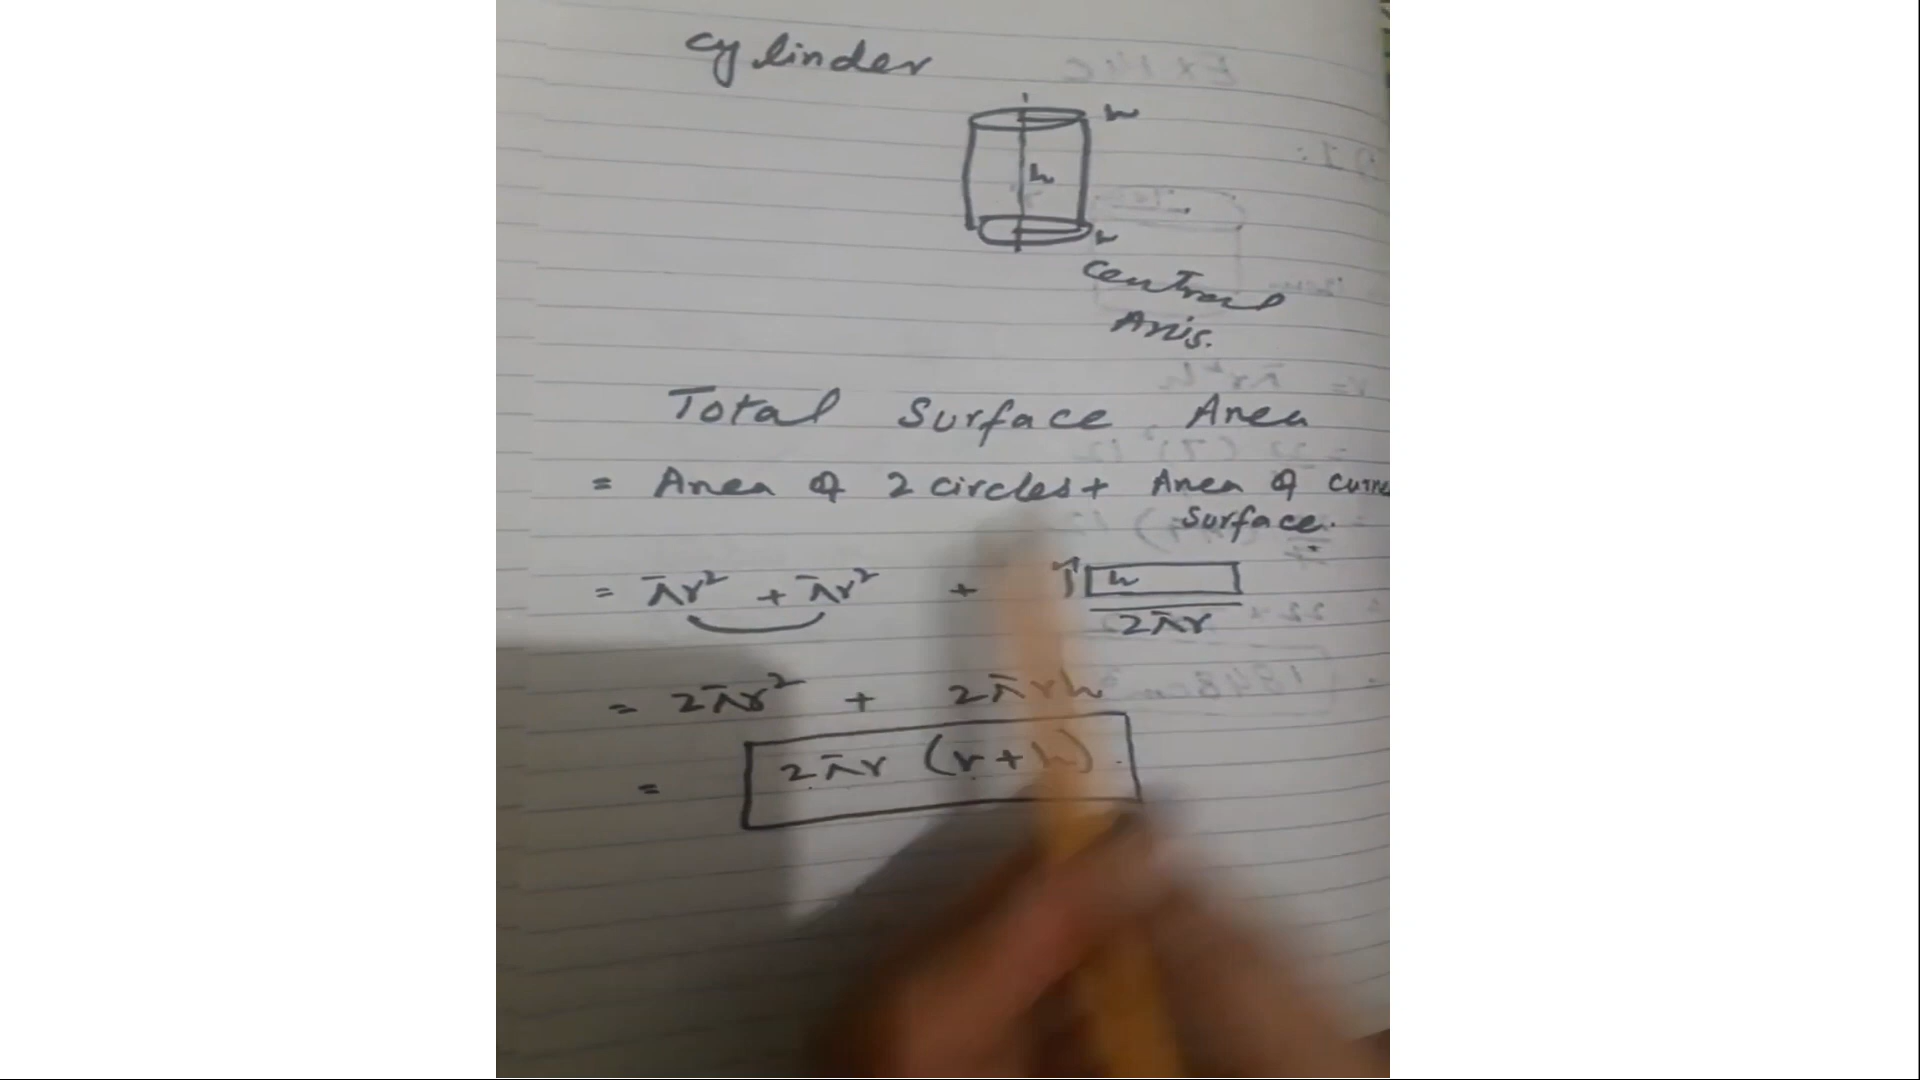 cylinder
r
h
r
Central
Axis.
Total Surface Area
= Area of 2 circles + Area of curve
Surface.
= πr² + πr² + h
2πr
= 2πr² + 2πrh
= 2πr (r+h)